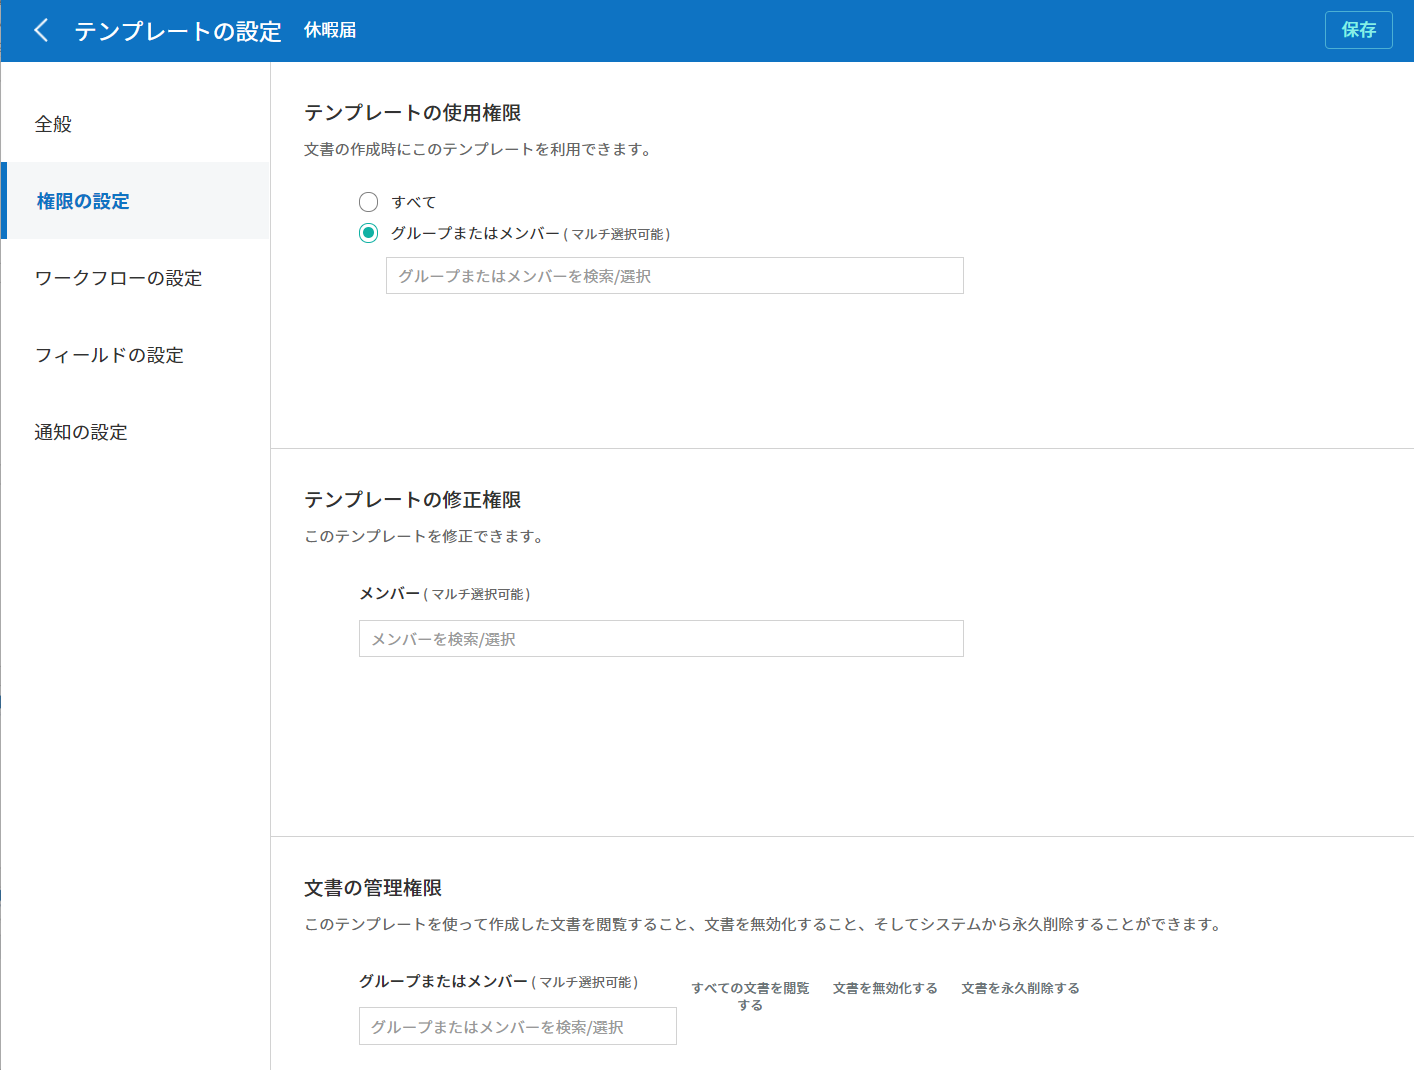 テンプレートの設定 休暇届 保存
全般
権限の設定
ワークフローの設定
フィールドの設定
通知の設定
テンプレートの使用権限
文書の作成時にこのテンプレートを利用できます。
すべて
グループまたはメンバー ( マルチ選択可能 )
グループまたはメンバーを検索/選択
テンプレートの修正権限
このテンプレートを修正できます。
メンバー ( マルチ選択可能 )
メンバーを検索/選択
文書の管理権限
このテンプレートを使って作成した文書を閲覧すること、文書を無効化すること、そしてシステムから永久削除することができます。
グループまたはメンバー ( マルチ選択可能 )
グループまたはメンバーを検索/選択
すべての文書を閲覧
する
文書を無効化する
文書を永久削除する